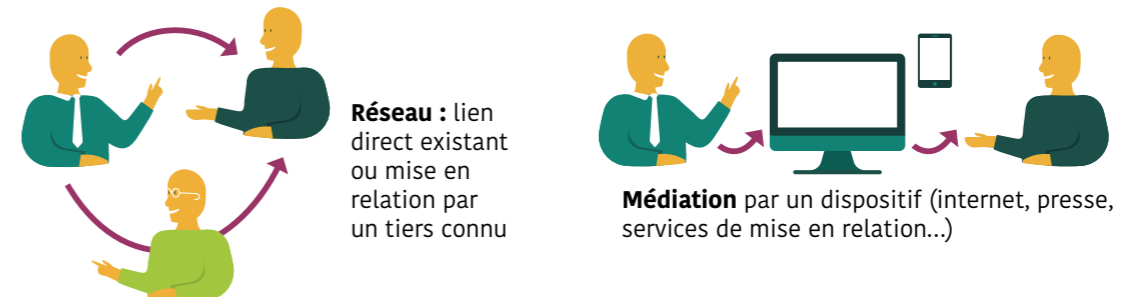 Réseau : lien
direct existant
ou mise en
relation par
un tiers connu
Médiation par un dispositif (internet, presse,
services de mise en relation…)